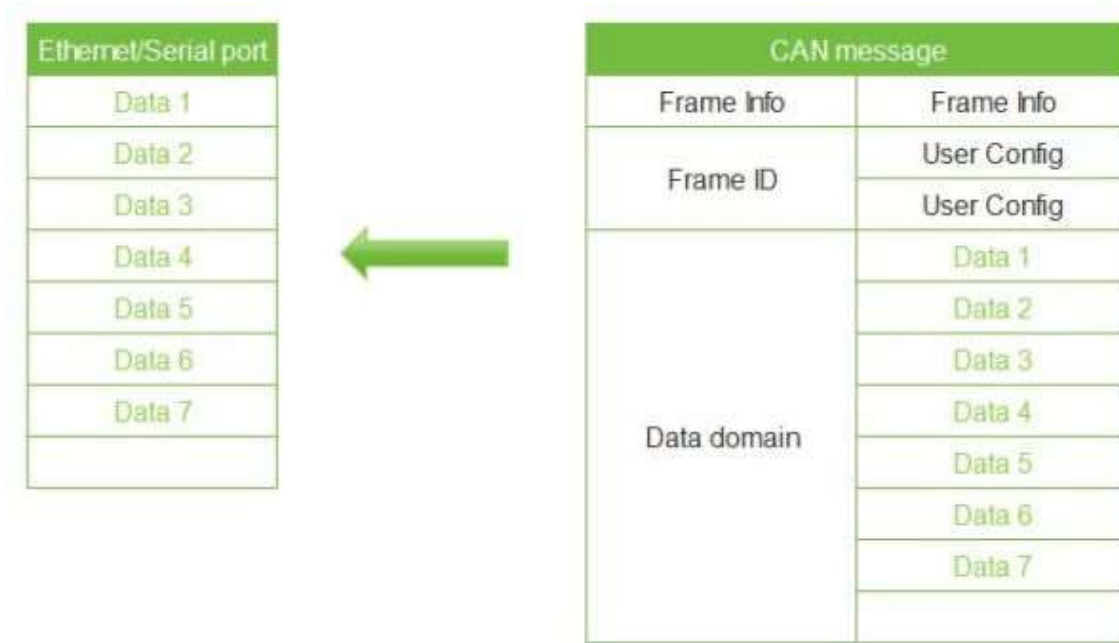 Ethernet/Serial port
Data 1
Data 2
Data 3
Data 4
Data 5
Data 6
Data 7
CAN message
Frame Info
Frame Info
Frame ID
User Config
User Config
Data domain
Data 1
Data 2
Data 3
Data 4
Data 5
Data 6
Data 7